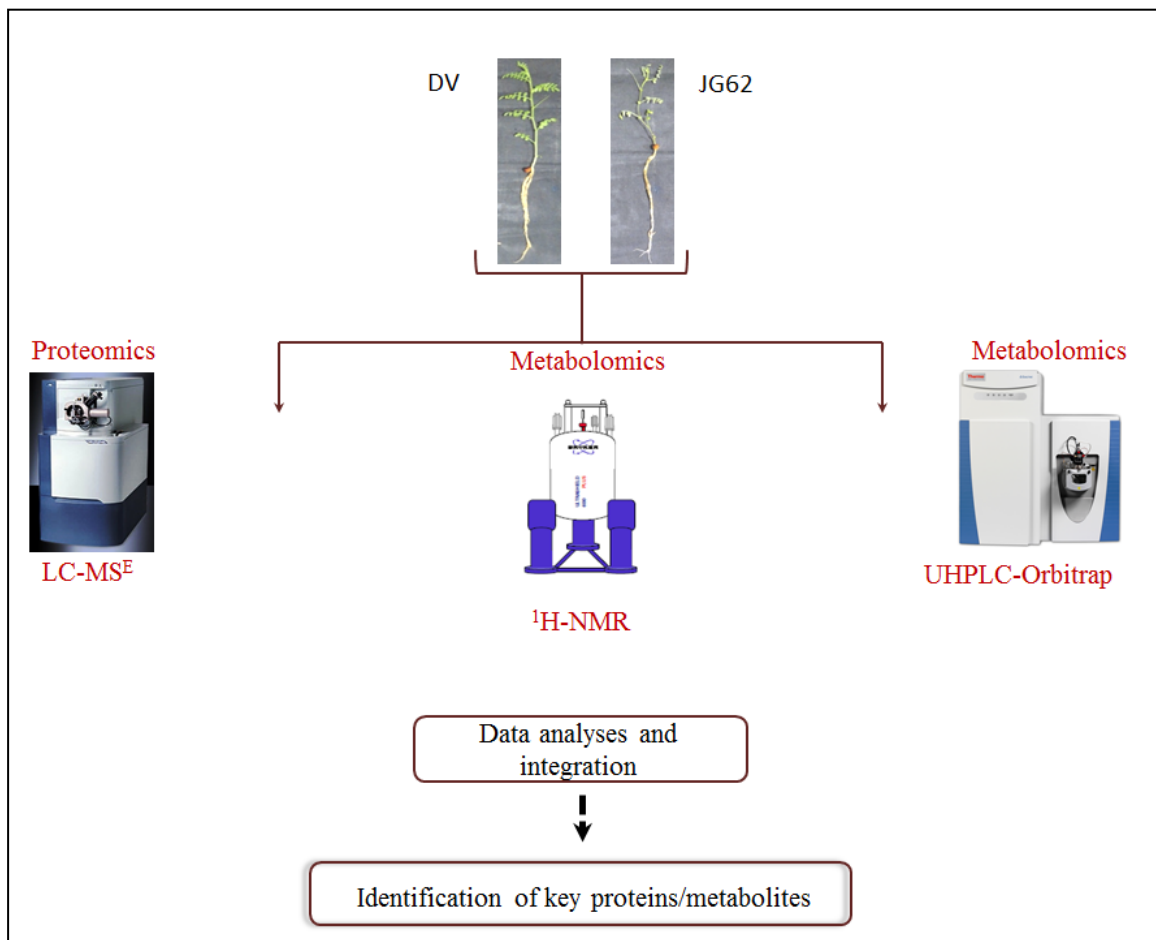 DV
JG62
Proteomics
Metabolomics
Metabolomics
LC-MSᴱ
¹H-NMR
UHPLC-Orbitrap
Data analyses and
integration
Identification of key proteins/metabolites